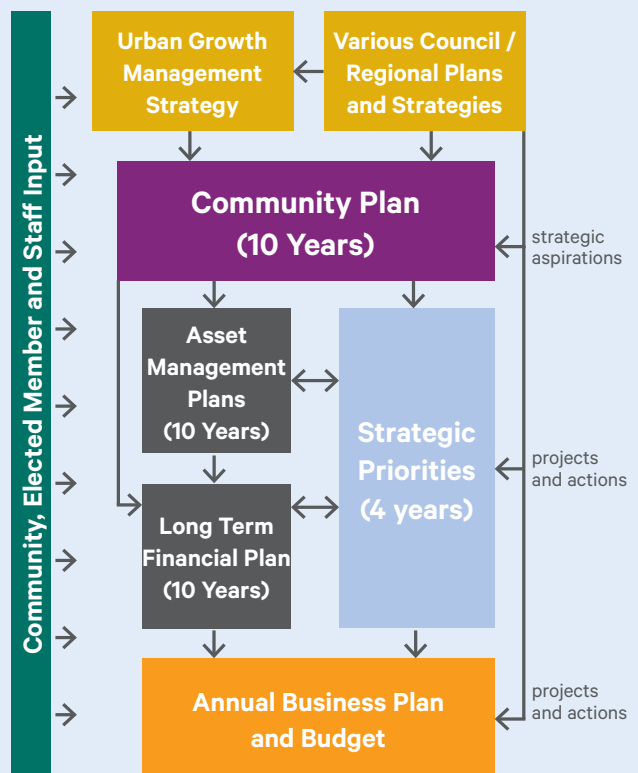 Community, Elected Member and Staff Input
Urban Growth
Management
Strategy
Various Council /
Regional Plans
and Strategies
Community Plan
(10 Years)
strategic
aspirations
Asset
Management
Plans
(10 Years)
Strategic
Priorities
(4 years)
projects
and actions
Long Term
Financial Plan
(10 Years)
Annual Business Plan
and Budget
projects
and actions